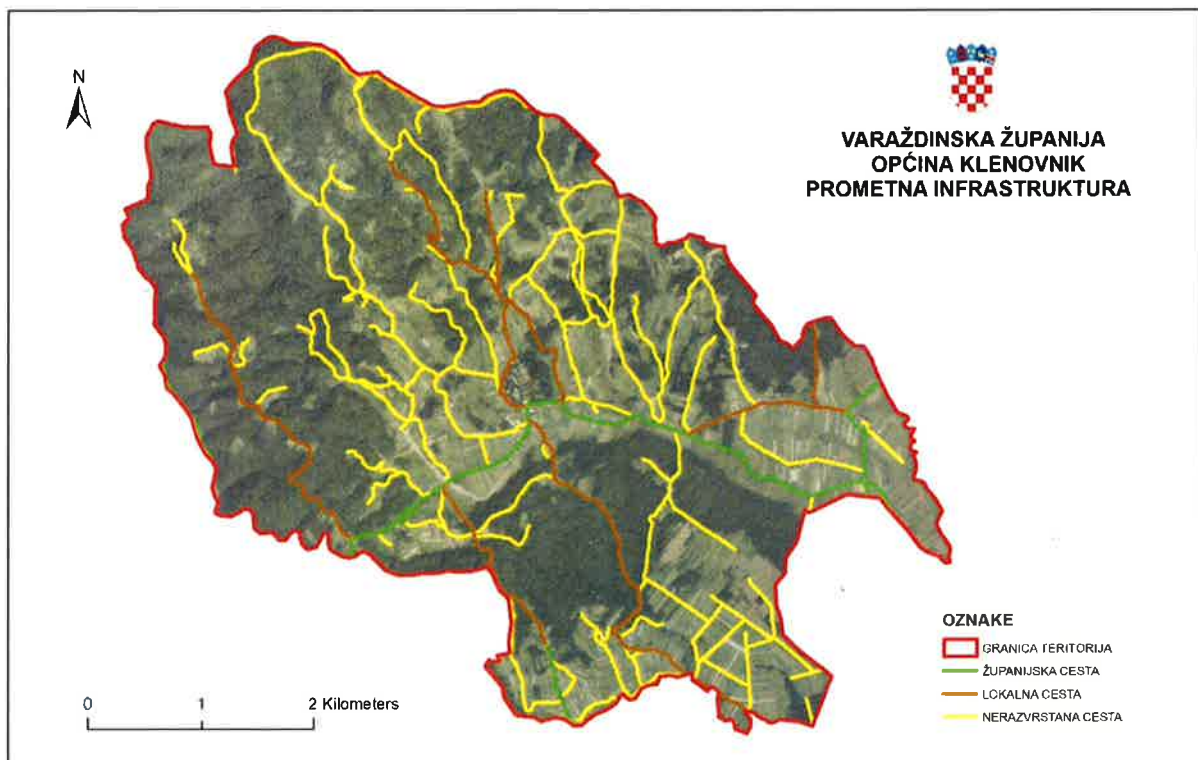 N
VARAŽDINSKA ŽUPANIJA
OPĆINA KLENOVNIK
PROMETNA INFRASTRUKTURA
OZNAKE
GRANICA TERITORIJA
ŽUPANIJSKA CESTA
LOKALNA CESTA
NERAZVRSTANA CESTA
0 1 2 Kilometers